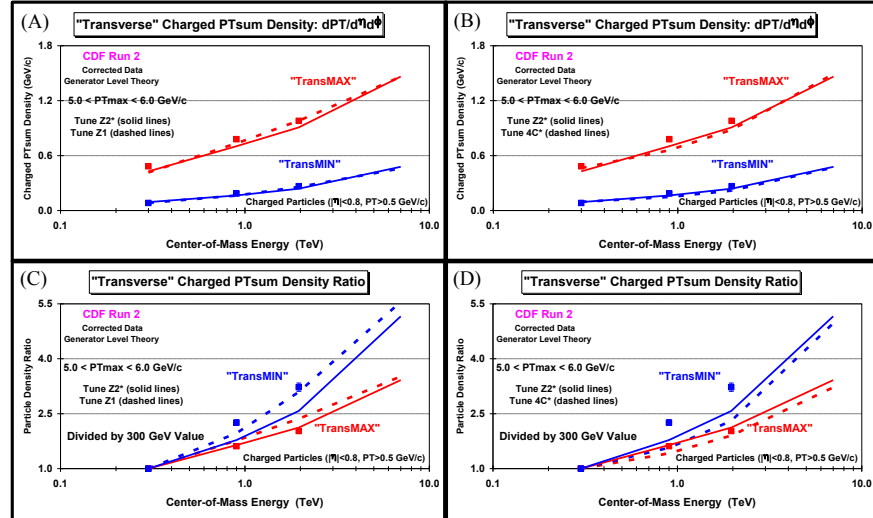 (A)
"Transverse" Charged PTsum Density: dPT/dηdϕ
Charged PTsum Density (GeV/c)
1.8
1.2
0.6
0.0
CDF Run 2
Corrected Data
Generator Level Theory
5.0 < PTmax < 6.0 GeV/c
Tune Z2* (solid lines)
Tune Z1 (dashed lines)
"TransMAX"
"TransMIN"
Charged Particles (|η|<0.8, PT>0.5 GeV/c)
0.1
1.0
10.0
Center-of-Mass Energy (TeV)
(B)
"Transverse" Charged PTsum Density: dPT/dηdϕ
Charged PTsum Density (GeV/c)
1.8
1.2
0.6
0.0
CDF Run 2
Corrected Data
Generator Level Theory
5.0 < PTmax < 6.0 GeV/c
Tune Z2* (solid lines)
Tune 4C* (dashed lines)
"TransMAX"
"TransMIN"
Charged Particles (|η|<0.8, PT>0.5 GeV/c)
0.1
1.0
10.0
Center-of-Mass Energy (TeV)
(C)
"Transverse" Charged PTsum Density Ratio
Particle Density Ratio
5.5
4.0
2.5
1.0
CDF Run 2
Corrected Data
Generator Level Theory
5.0 < PTmax < 6.0 GeV/c
Tune Z2* (solid lines)
Tune Z1 (dashed lines)
"TransMIN"
"TransMAX"
Divided by 300 GeV Value
Charged Particles (|η|<0.8, PT>0.5 GeV/c)
0.1
1.0
10.0
Center-of-Mass Energy (TeV)
(D)
"Transverse" Charged PTsum Density Ratio
Particle Density Ratio
5.5
4.0
2.5
1.0
CDF Run 2
Corrected Data
Generator Level Theory
5.0 < PTmax < 6.0 GeV/c
Tune Z2* (solid lines)
Tune 4C* (dashed lines)
"TransMIN"
"TransMAX"
Divided by 300 GeV Value
Charged Particles (|η|<0.8, PT>0.5 GeV/c)
0.1
1.0
10.0
Center-of-Mass Energy (TeV)